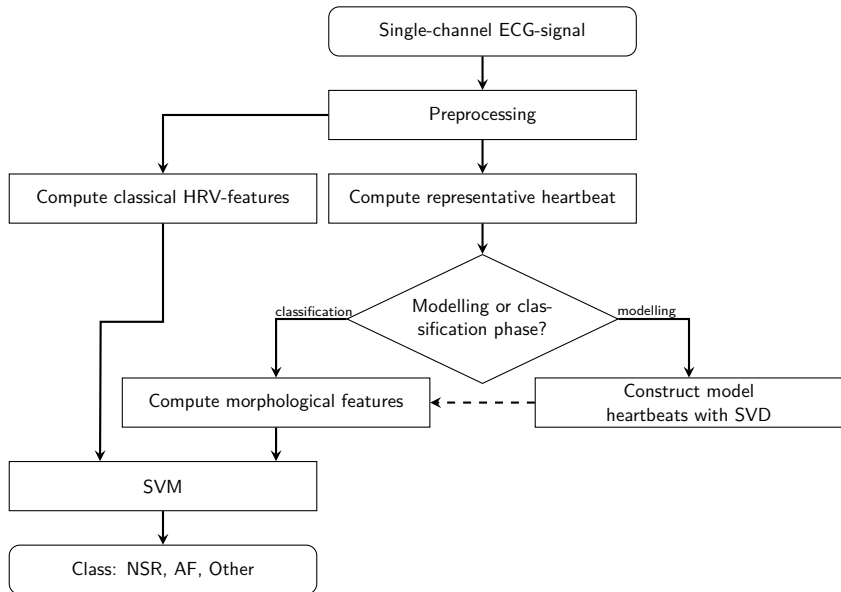 Single-channel ECG-signal
Preprocessing
Compute classical HRV-features
Compute representative heartbeat
Modelling or clas-
sification phase?
classification
modelling
Compute morphological features
Construct model
heartbeats with SVD
SVM
Class: NSR, AF, Other